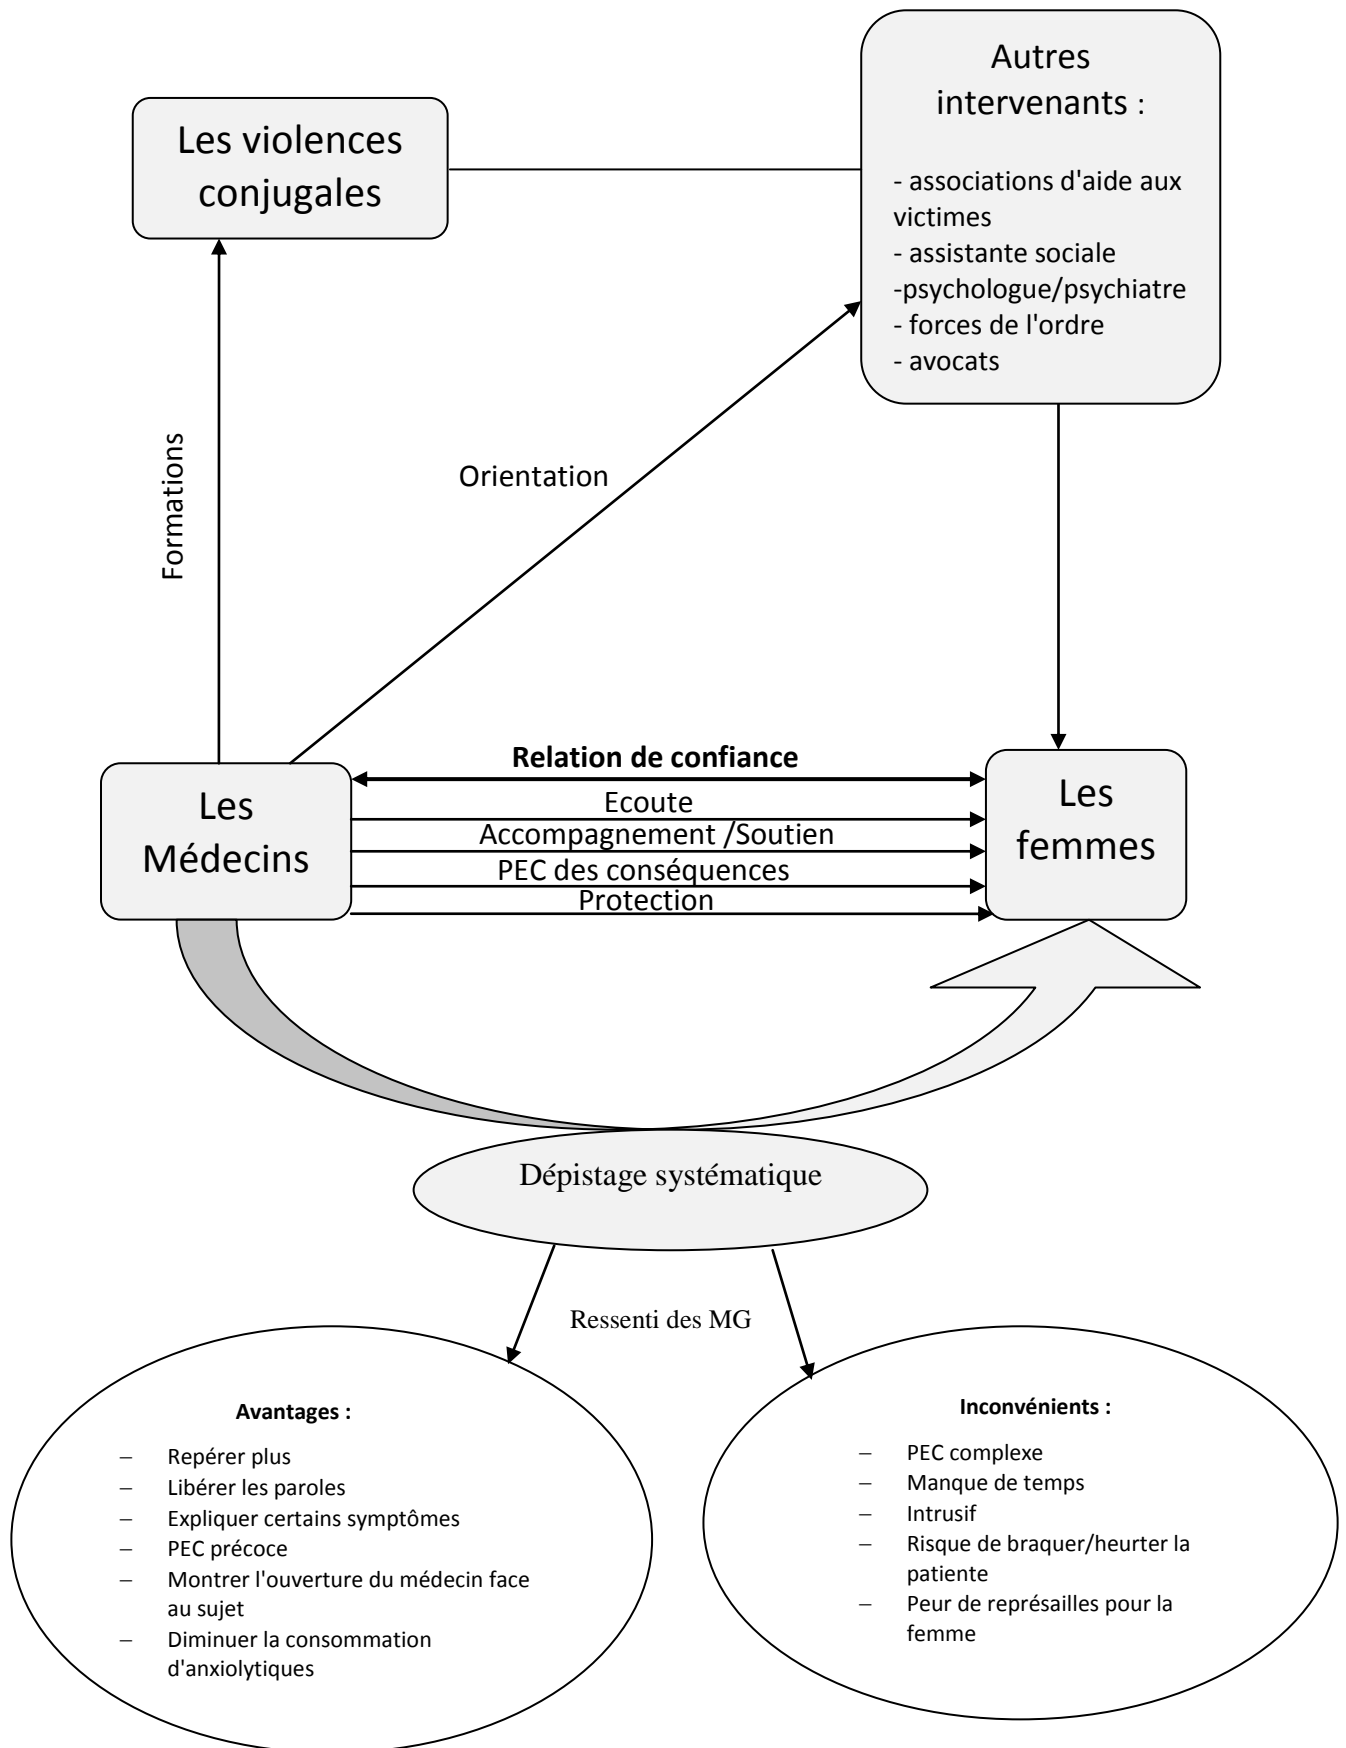 Autres
intervenants :
- associations d'aide aux
victimes
- assistante sociale
-psychologue/psychiatre
- forces de l'ordre
- avocats
Les violences
conjugales
Formations
Orientation
Relation de confiance
Ecoute
Accompagnement /Soutien
PEC des conséquences
Protection
Les
Médecins
Les
femmes
Dépistage systématique
Ressenti des MG
Avantages :
– Repérer plus
– Libérer les paroles
– Expliquer certains symptômes
– PEC précoce
– Montrer l'ouverture du médecin face
au sujet
– Diminuer la consommation
d'anxiolytiques
Inconvénients :
– PEC complexe
– Manque de temps
– Intrusif
– Risque de braquer/heurter la
patiente
– Peur de représailles pour la
femme